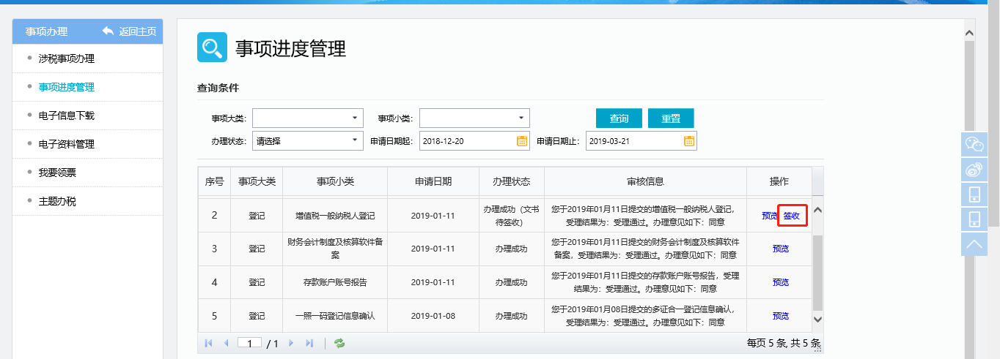 事项办理 返回主页
涉税事项办理
事项进度管理
电子信息下载
电子资料管理
我要领票
主题办税
事项进度管理
查询条件
事项大类: 事项小类: 查询 重置
办理状态: 请选择 申请日期起: 2018-12-20 申请日期止: 2019-03-21
序号 事项大类 事项小类 申请日期 办理状态 审核信息 操作
2 登记 增值税一般纳税人登记 2019-01-11 办理成功（文书
待签收) 您于2019年01月11日提交的增值税一般纳税人登记，
受理结果为：受理通过。办理意见如下：同意 预览 签收
3 登记 财务会计制度及核算软件备
案 2019-01-11 办理成功 您于2019年01月11日提交的财务会计制度及核算软件
备案，受理结果为：受理通过。办理意见如下：同意 预览
4 登记 存款账户账号报告 2019-01-11 办理成功 您于2019年01月11日提交的存款账户账号报告，受理
结果为：受理通过。办理意见如下：同意 预览
5 登记 一照一码登记信息确认 2019-01-08 办理成功 您于2019年01月08日提交的多证合一登记信息确认，
受理结果为：受理通过。办理意见如下：同意 预览
1 / 1 每页 5 条, 共 5 条